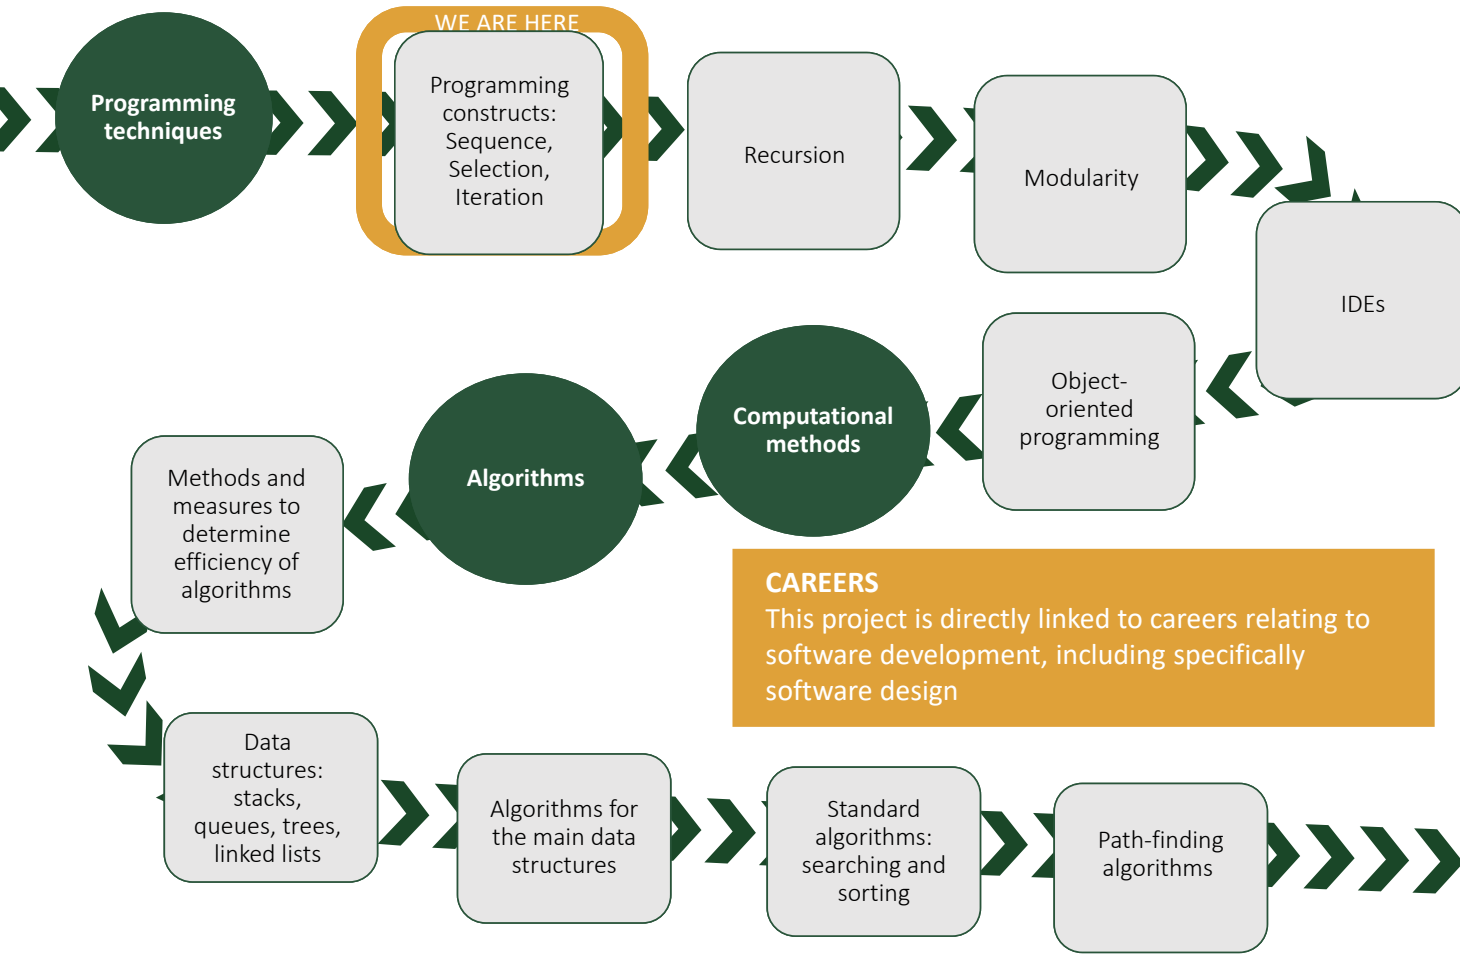 WE ARE HERE
Programming
techniques
Programming
constructs:
Sequence,
Selection,
Iteration
Recursion
Modularity
IDEs
Object-
oriented
programming
Computational
methods
Algorithms
Methods and
measures to
determine
efficiency of
algorithms
CAREERS
This project is directly linked to careers relating to
software development, including specifically
software design
Data
structures:
stacks,
queues, trees,
linked lists
Algorithms for
the main data
structures
Standard
algorithms:
searching and
sorting
Path-finding
algorithms